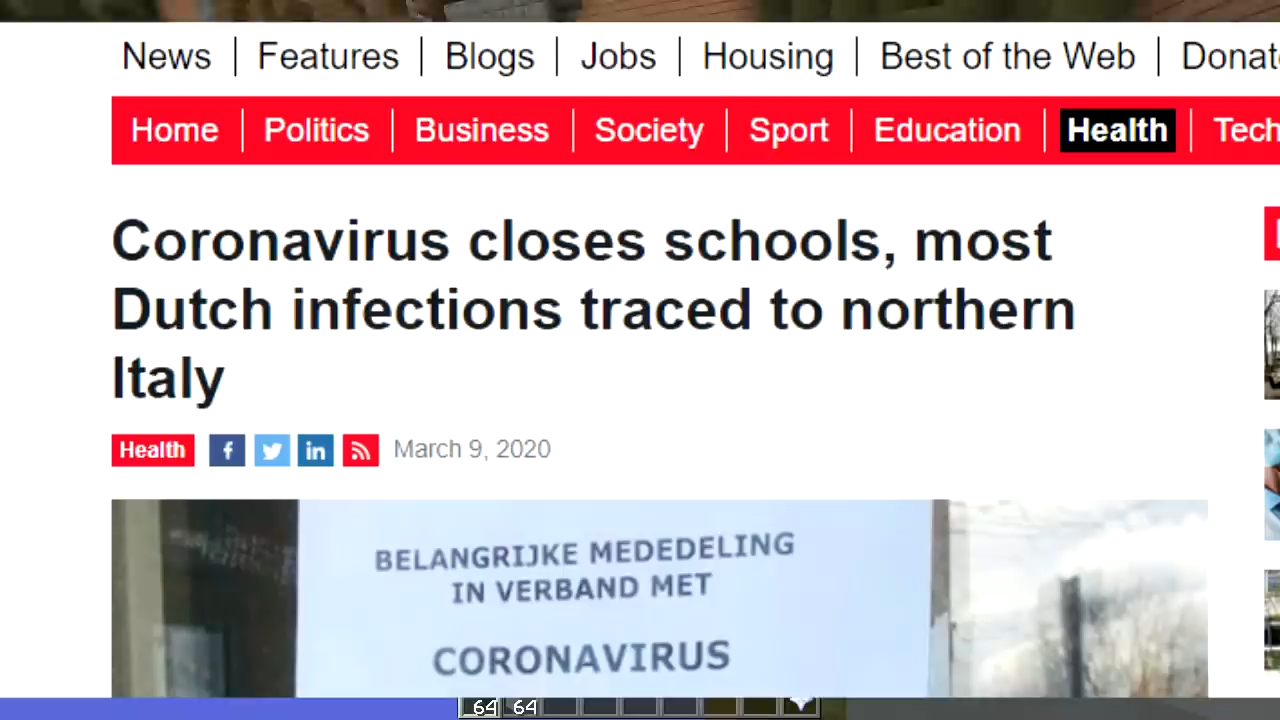 News Features Blogs Jobs Housing Best of the Web Donat
Home Politics Business Society Sport Education Health Tech
Coronavirus closes schools, most
Dutch infections traced to northern
Italy
Health f in March 9, 2020
BELANGRIJKE MEDEDELING
IN VERBAND MET
CORONAVIRUS
64 64